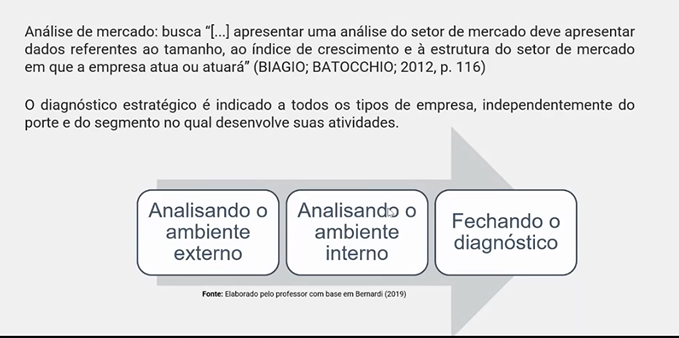 Análise de mercado: busca “[...] apresentar uma análise do setor de mercado deve apresentar
dados referentes ao tamanho, ao índice de crescimento e à estrutura do setor de mercado
em que a empresa atua ou atuará” (BIAGIO; BATOCCHIO; 2012, p. 116)
O diagnóstico estratégico é indicado a todos os tipos de empresa, independentemente do
porte e do segmento no qual desenvolve suas atividades.
Analisando o
ambiente
externo
Analisando o
ambiente
interno
Fechando o
diagnóstico
Fonte: Elaborado pelo professor com base em Bernardi (2019)